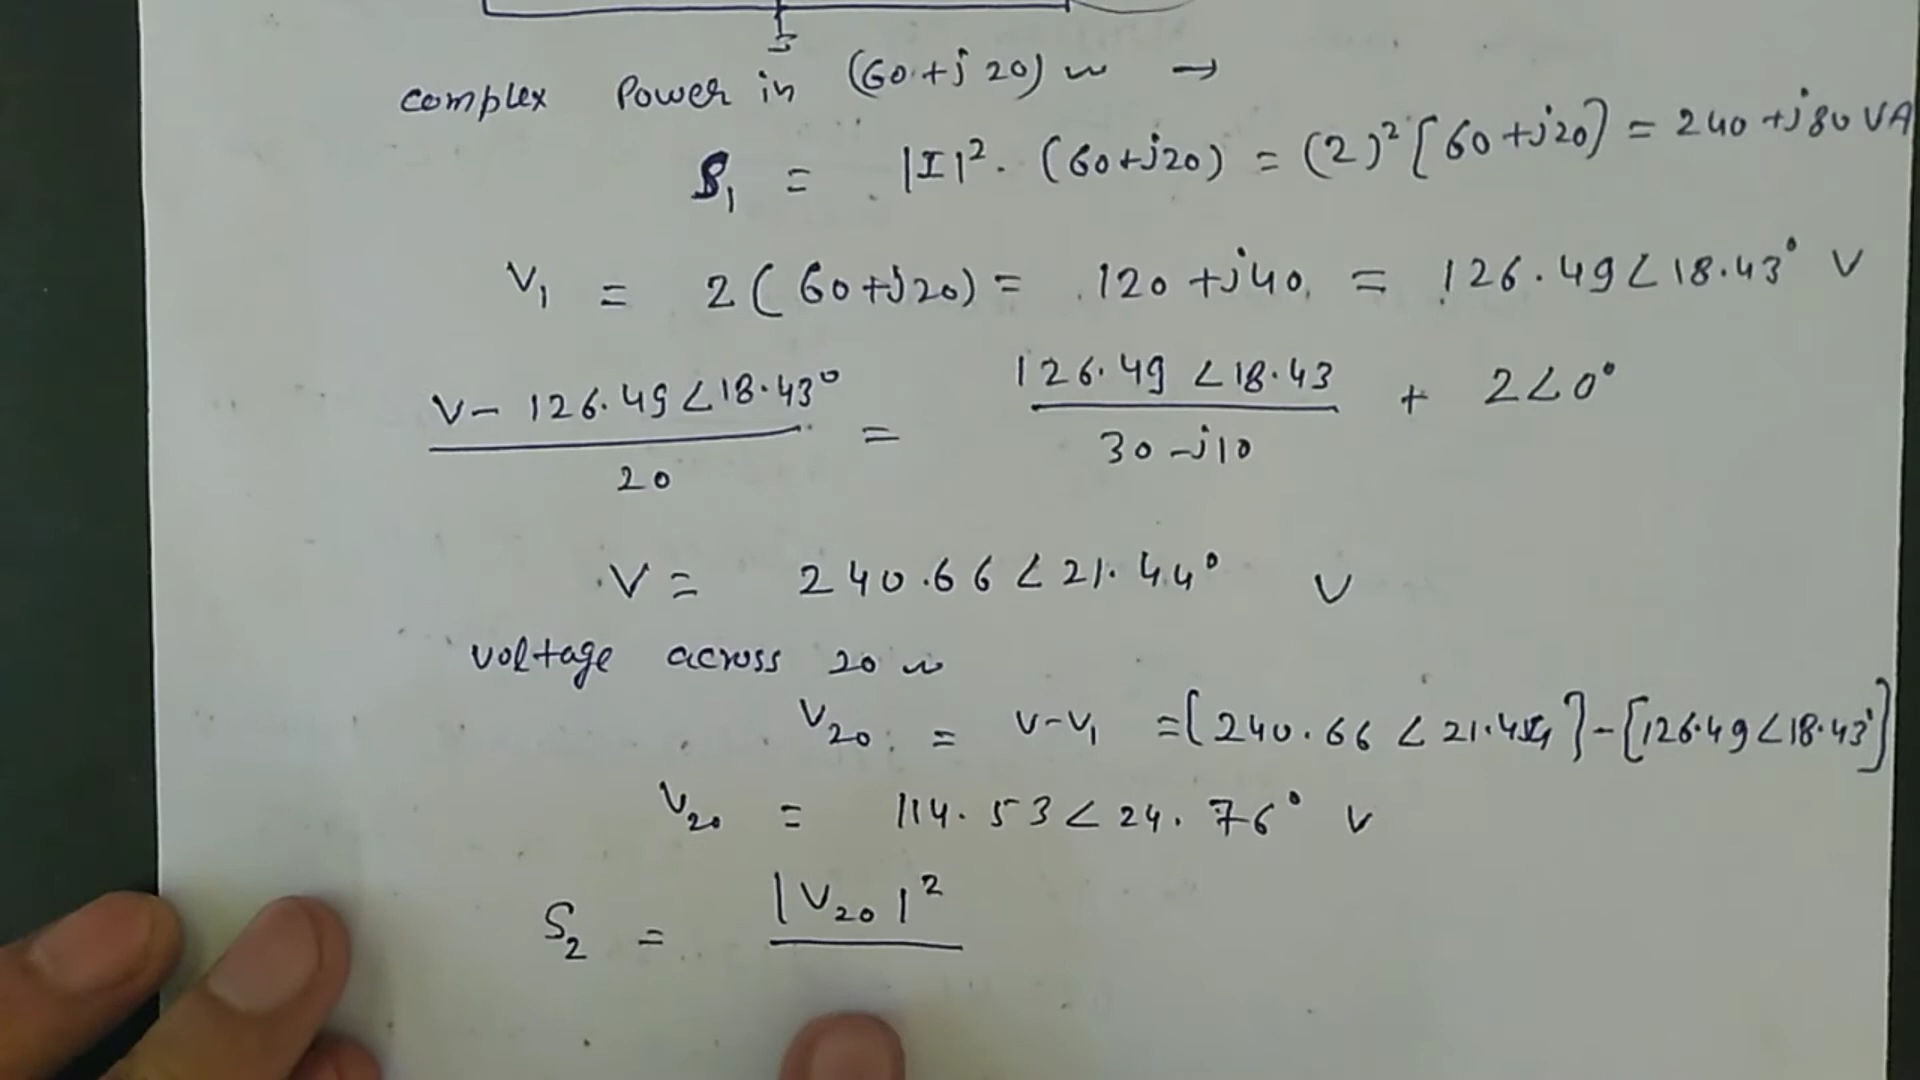 complex Power in (60+j20) ω →
S₁ = |I|². (60+j20) = (2)² [60+j20] = 240+j80 VA
V₁ = 2(60+j20) = 120+j40 = 126.49∠18.43° V
(V - 126.49∠18.43°)/20 = (126.49∠18.43)/(30-j10) + 2∠0°
V = 240.66∠21.44° V
voltage across 20 ω
V₂₀ = V-V₁ = [240.66∠21.454] - [126.49∠18.43°]
V₂₀ = 114.53∠24.76° V
S₂ = |V₂₀|²